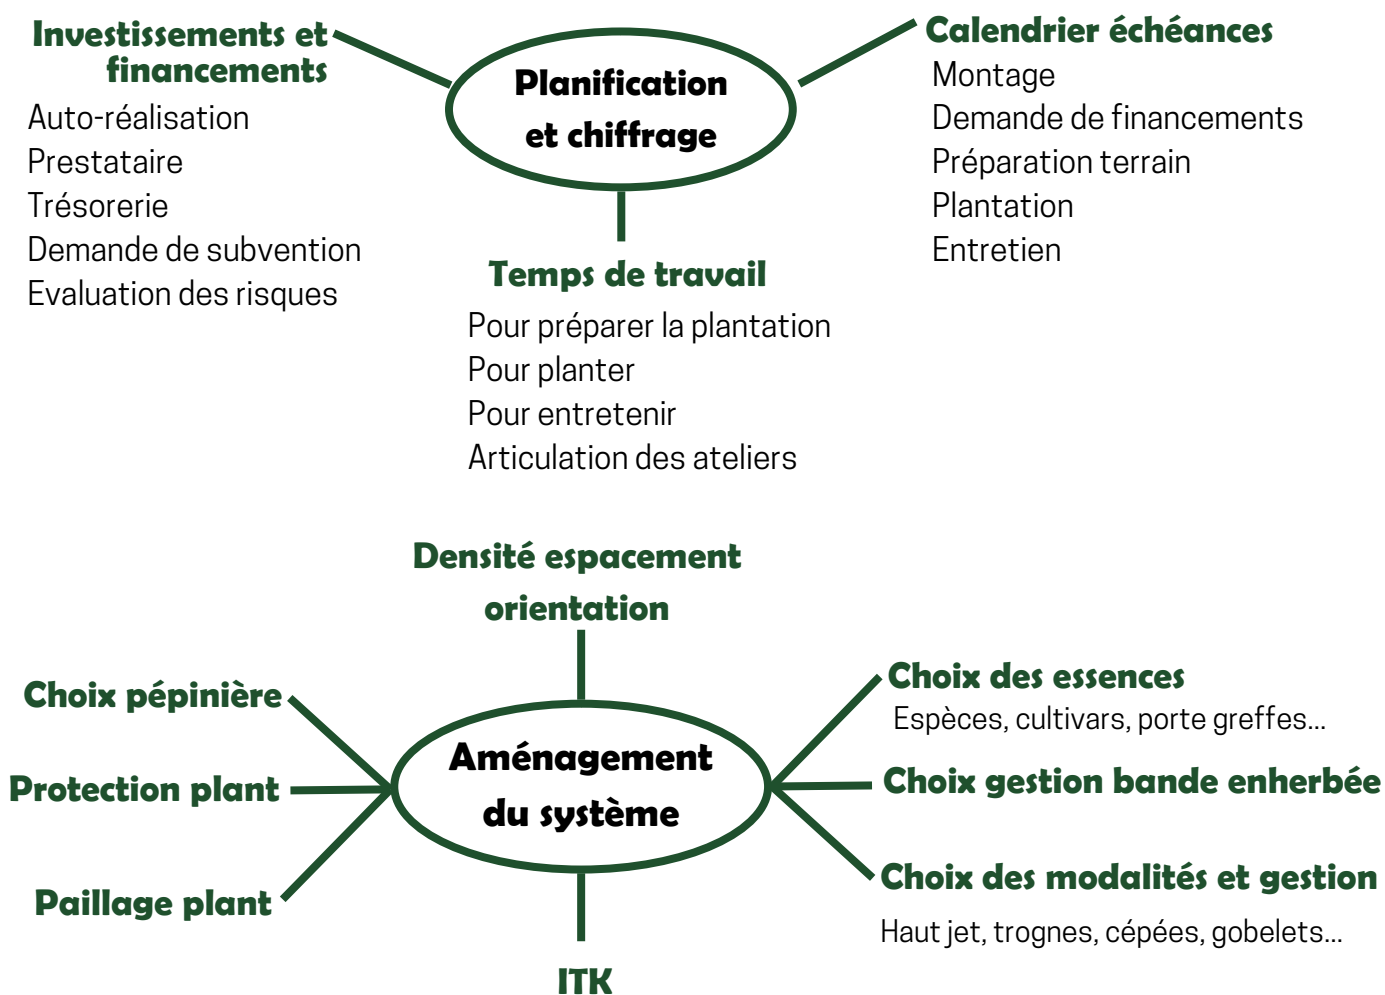 Investissements et
financements
Auto-réalisation
Prestataire
Trésorerie
Demande de subvention
Evaluation des risques
Planification
et chiffrage
Calendrier échéances
Montage
Demande de financements
Préparation terrain
Plantation
Entretien
Temps de travail
Pour préparer la plantation
Pour planter
Pour entretenir
Articulation des ateliers
Densité espacement
orientation
Choix pépinière
Protection plant
Paillage plant
Aménagement
du système
Choix des essences
Espèces, cultivars, porte greffes...
Choix gestion bande enherbée
Choix des modalités et gestion
Haut jet, trognes, cépées, gobelets...
ITK